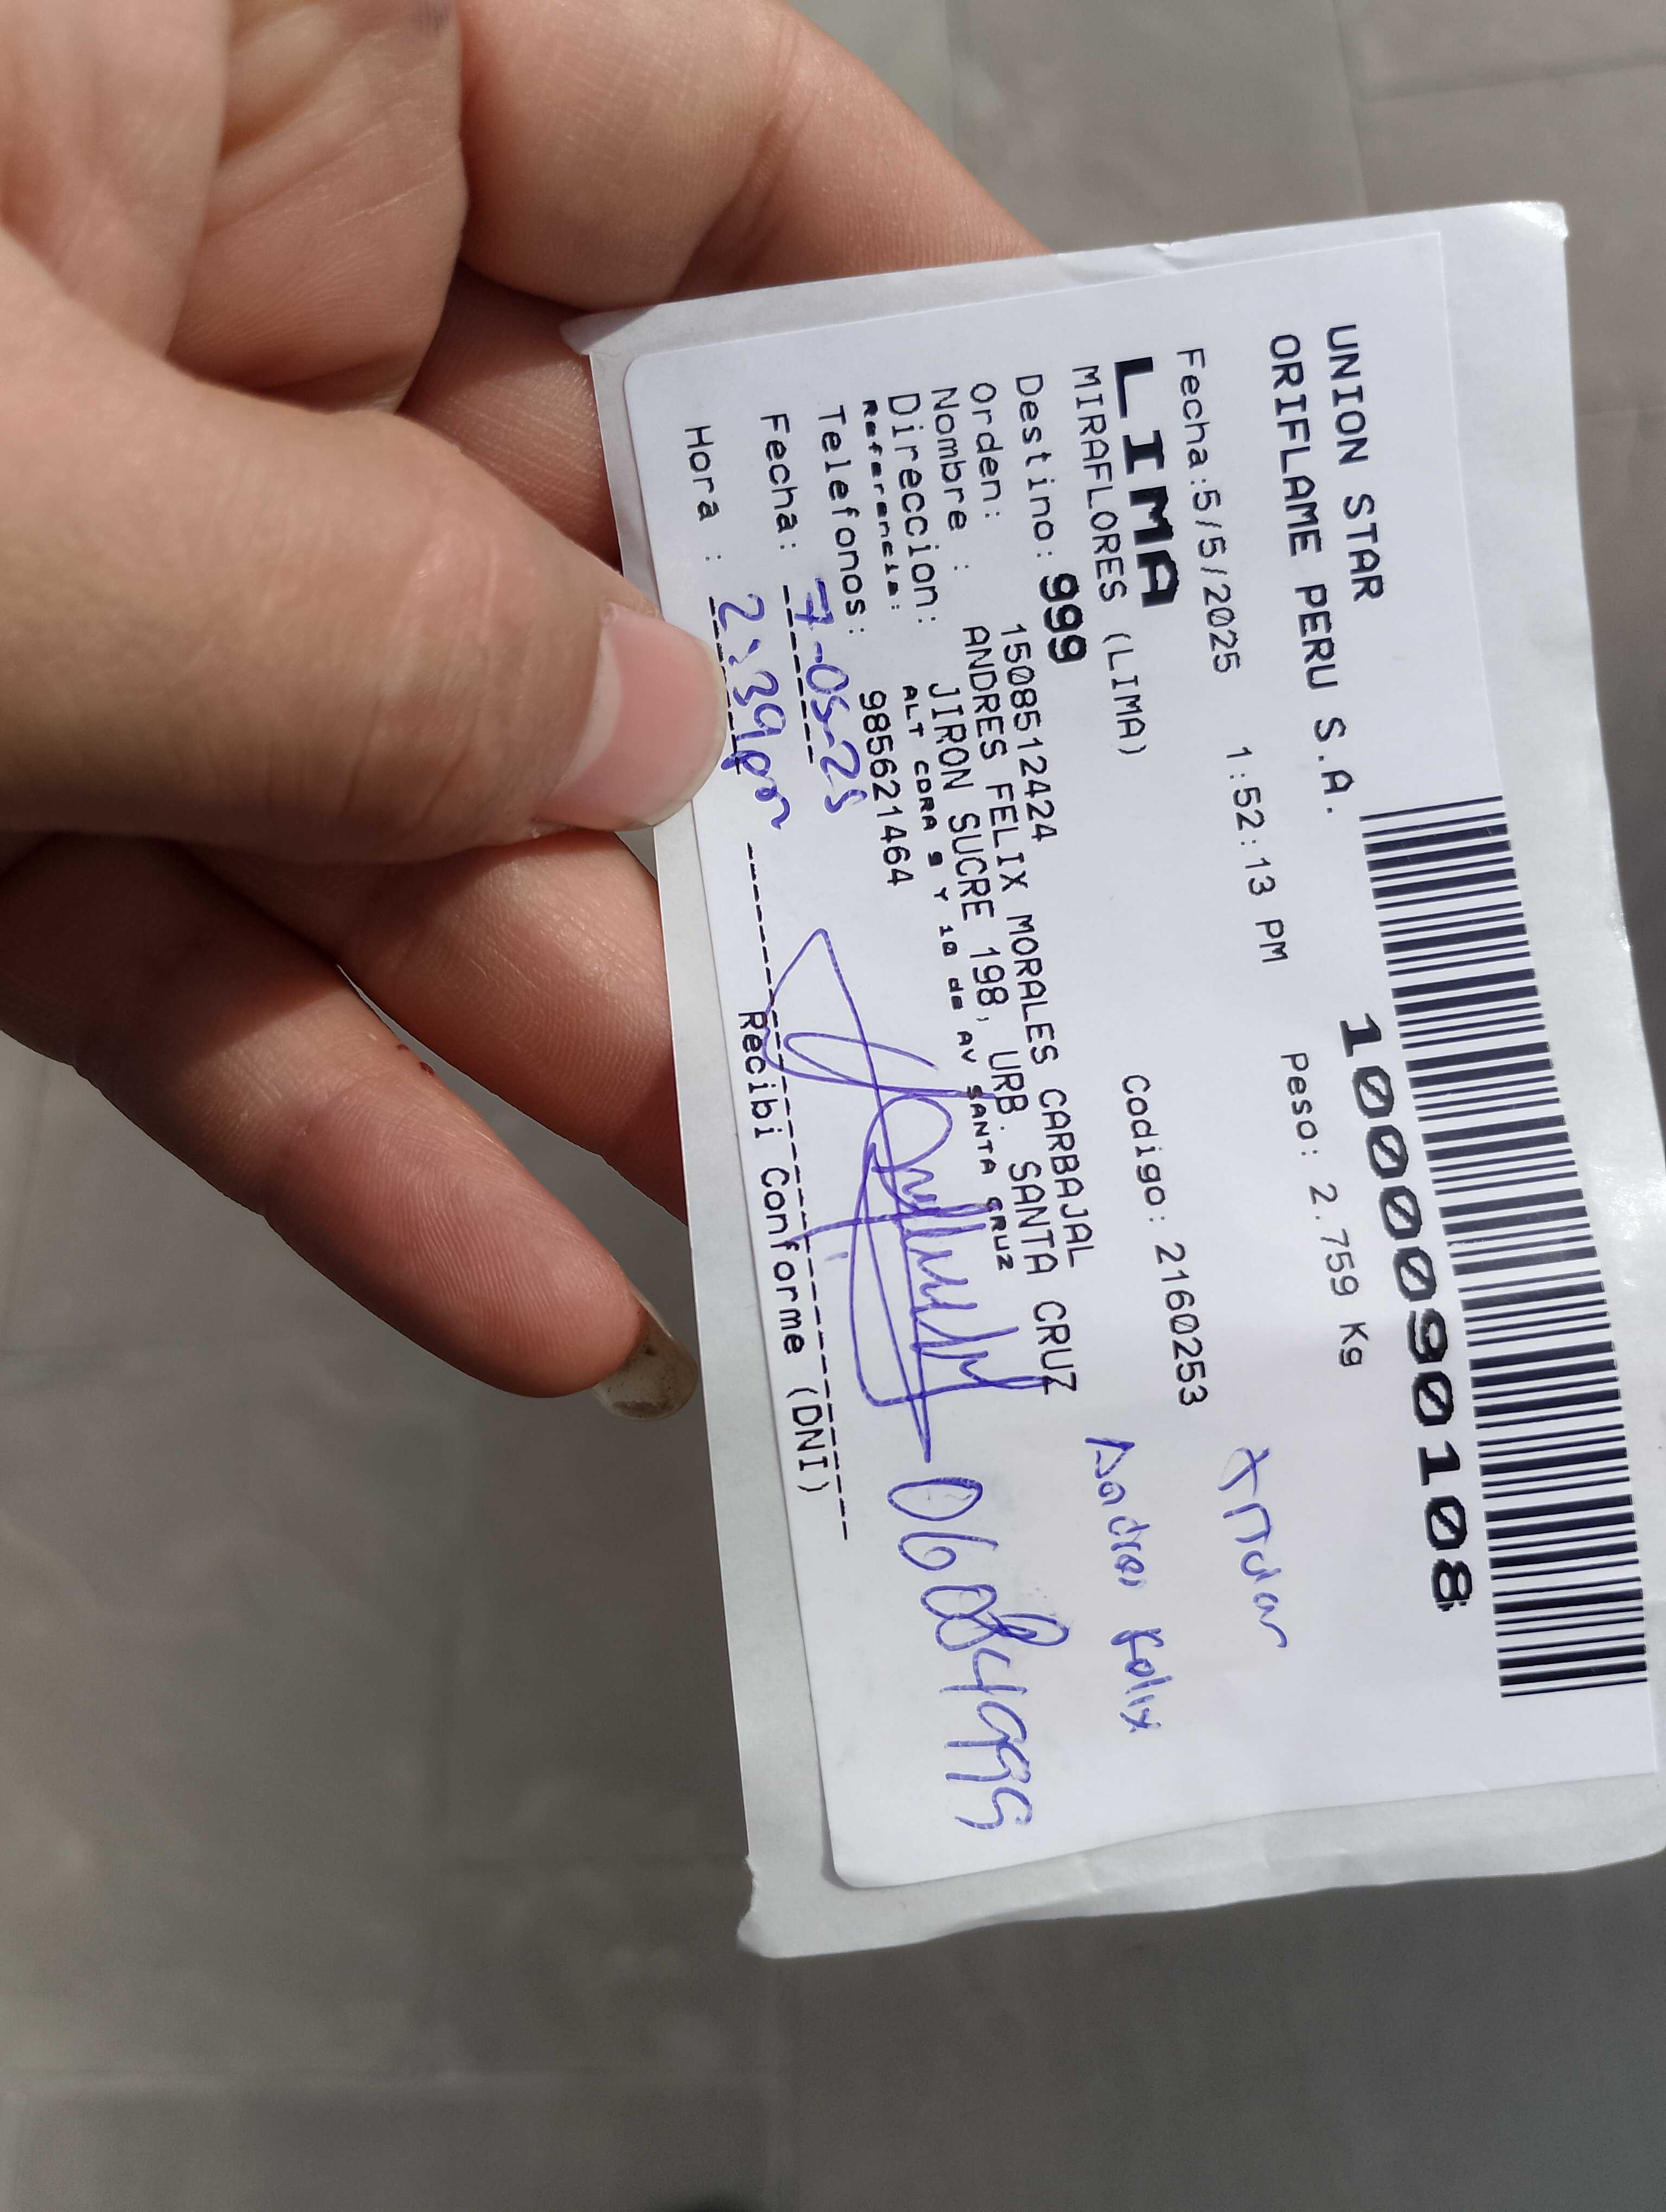 UNION STAR
ORIFLAME PERU S.A.
1000090108
Fecha:5/5/2025 1:52:13 PM Peso: 2.759 Kg
LIMA
MIRAFLORES (LIMA) Codigo: 2160253
Destino: 999
Orden: 1508512424
Nombre : ANDRES FELIX MORALES CARBAJAL
Direccion: JIRON SUCRE 198, URB. SANTA CRUZ
Referencia: ALT CDRA 9 Y 10 de AV SANTA CRUZ
Telefonos: 985621464
Andres Felix
Fecha: 7-05-25
Hora : 2:39pm
Recibi Conforme (DNI)